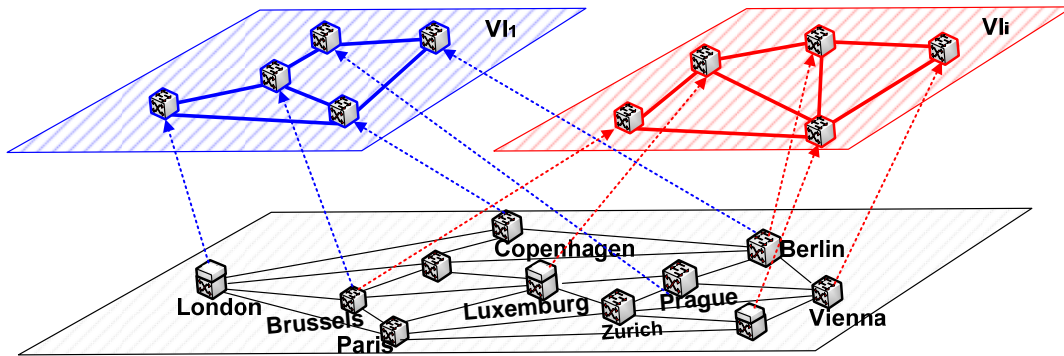 VI1
VIi
Copenhagen
Berlin
London
Luxemburg
Prague
Vienna
Brussels
Zurich
Paris